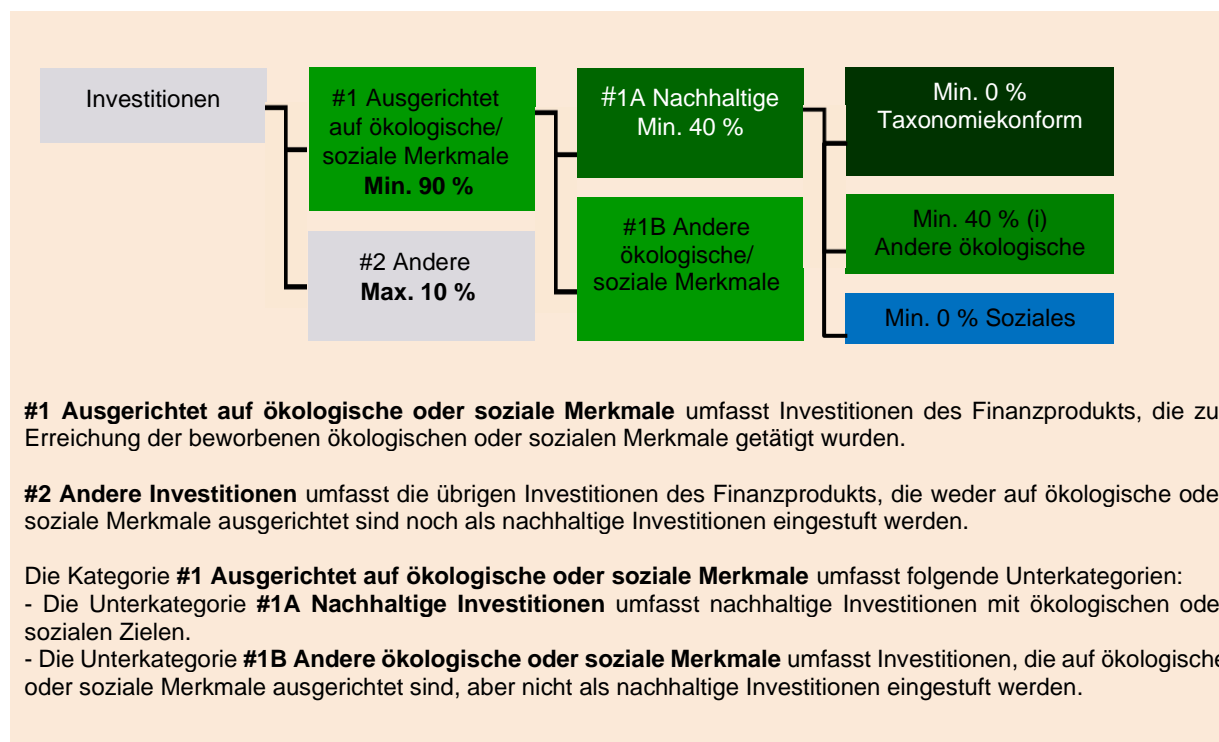 Investitionen
#1 Ausgerichtet
auf ökologische/
soziale Merkmale
Min. 90 %
#2 Andere
Max. 10 %
#1A Nachhaltige
Min. 40 %
#1B Andere
ökologische/
soziale Merkmale
Min. 0 %
Taxonomiekonform
Min. 40 % (i)
Andere ökologische
Min. 0 % Soziales
#1 Ausgerichtet auf ökologische oder soziale Merkmale umfasst Investitionen des Finanzprodukts, die zu
Erreichung der beworbenen ökologischen oder sozialen Merkmale getätigt wurden.
#2 Andere Investitionen umfasst die übrigen Investitionen des Finanzprodukts, die weder auf ökologische ode
soziale Merkmale ausgerichtet sind noch als nachhaltige Investitionen eingestuft werden.
Die Kategorie #1 Ausgerichtet auf ökologische oder soziale Merkmale umfasst folgende Unterkategorien:
- Die Unterkategorie #1A Nachhaltige Investitionen umfasst nachhaltige Investitionen mit ökologischen ode
sozialen Zielen.
- Die Unterkategorie #1B Andere ökologische oder soziale Merkmale umfasst Investitionen, die auf ökologische
oder soziale Merkmale ausgerichtet sind, aber nicht als nachhaltige Investitionen eingestuft werden.